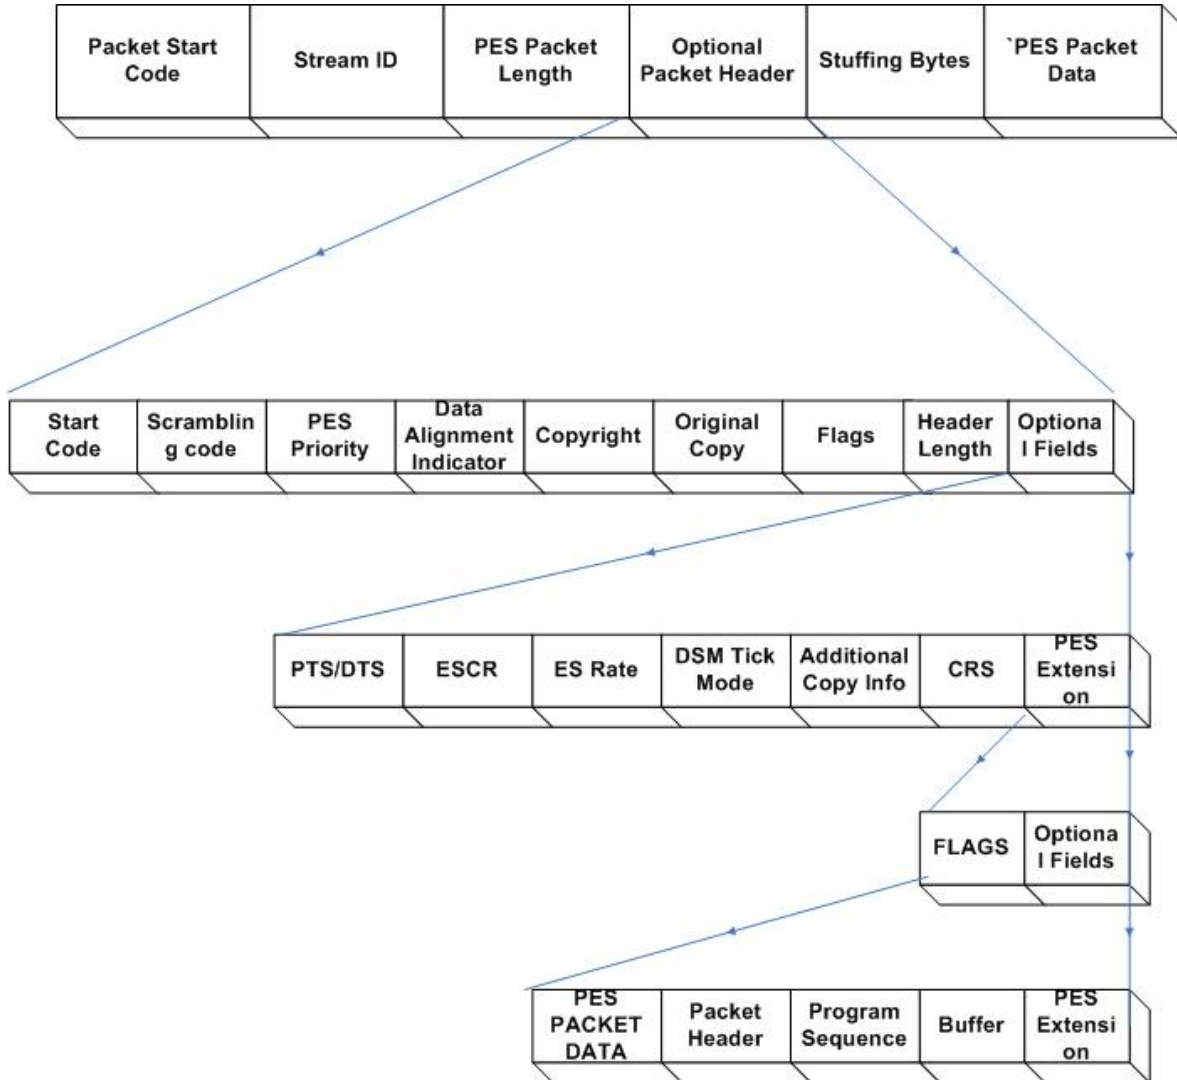 Packet Start
Code
Stream ID
PES Packet
Length
Optional
Packet Header
Stuffing Bytes
`PES Packet
Data
Start
Code
Scramblin
g code
PES
Priority
Data
Alignment
Indicator
Copyright
Original
Copy
Flags
Header
Length
Optiona
l Fields
PTS/DTS
ESCR
ES Rate
DSM Tick
Mode
Additional
Copy Info
CRS
PES
Extensi
on
FLAGS
Optiona
l Fields
PES
PACKET
DATA
Packet
Header
Program
Sequence
Buffer
PES
Extensi
on